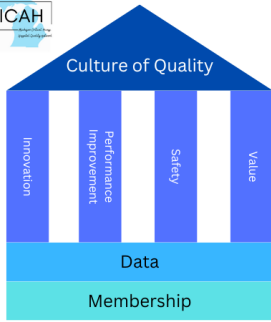 ICAH
Culture of Quality
Innovation
Performance
Improvement
Safety
Value
Data
Membership